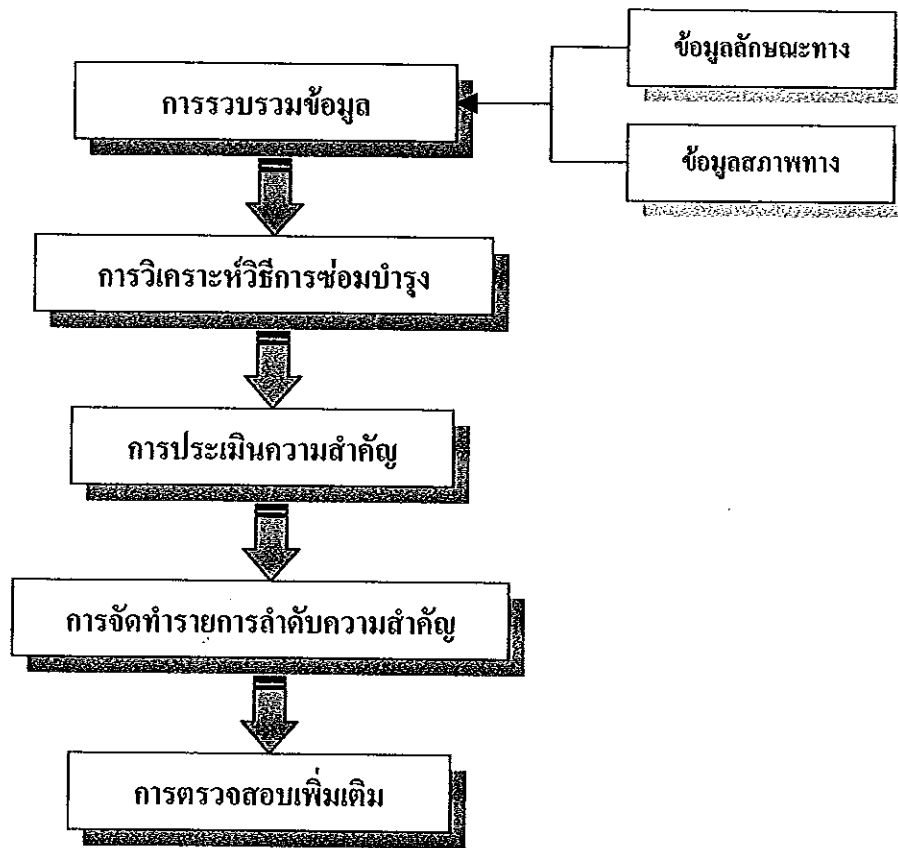 ข้อมูลลักษณะทาง
การรวบรวมข้อมูล
ข้อมูลสภาพทาง
การวิเคราะห์วิธีการซ่อมบำรุง
การประเมินความสำคัญ
การจัดทำรายการลำดับความสำคัญ
การตรวจสอบเพิ่มเติม